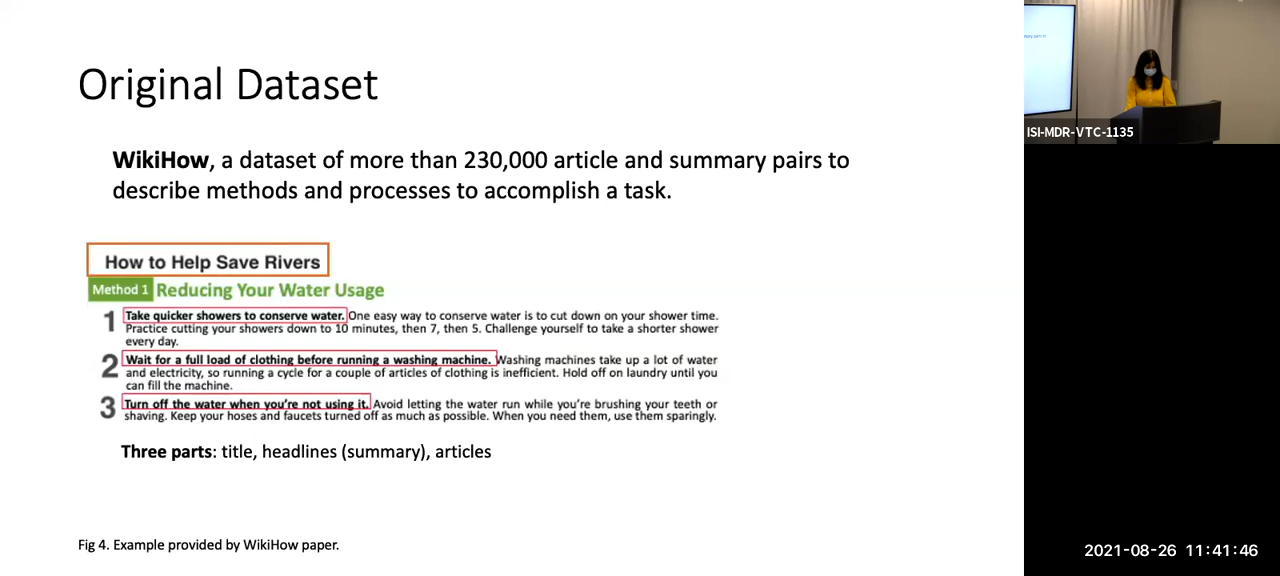 Original Dataset
WikiHow, a dataset of more than 230,000 article and summary pairs to
describe methods and processes to accomplish a task.
How to Help Save Rivers
Method 1 Reducing Your Water Usage
1 Take quicker showers to conserve water. One easy way to conserve water is to cut down on your shower time.
Practice cutting your showers down to 10 minutes, then 7, then 5. Challenge yourself to take a shorter shower
every day.
2 Wait for a full load of clothing before running a washing machine. Washing machines take up a lot of water
and electricity, so running a cycle for a couple of articles of clothing is inefficient. Hold off on laundry until you
can fill the machine.
3 Turn off the water when you're not using it. Avoid letting the water run while you're brushing your teeth or
shaving. Keep your hoses and faucets turned off as much as possible. When you need them, use them sparingly.
Three parts: title, headlines (summary), articles
Fig 4. Example provided by WikiHow paper.
ISI-MDR-VTC-1135
2021-08-26 11:41:46